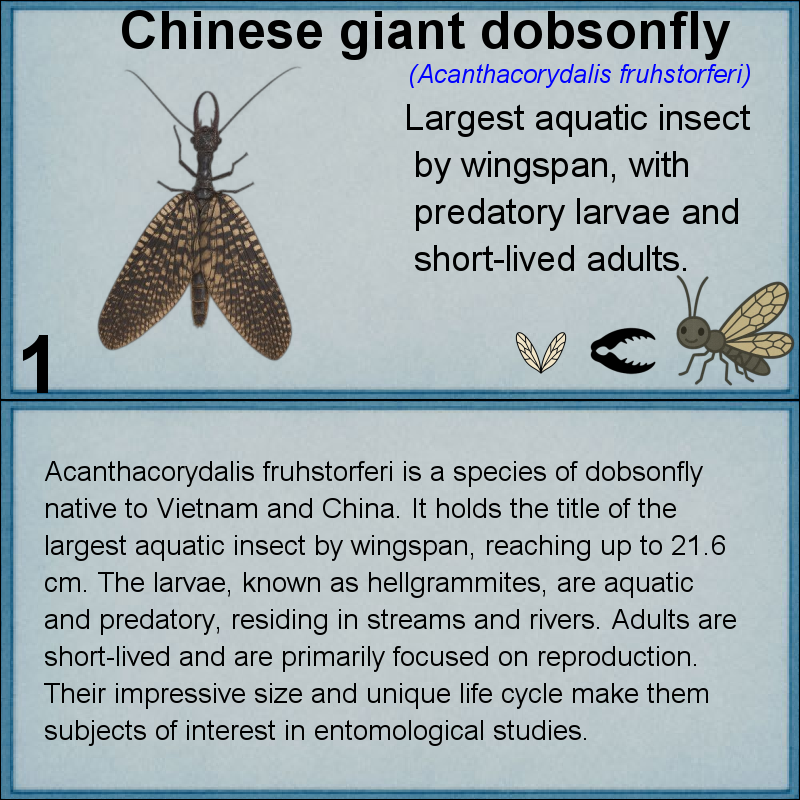 Chinese giant dobsonfly
(Acanthacorydalis fruhstorferi)
Largest aquatic insect
by wingspan, with
predatory larvae and
short-lived adults.
1
Acanthacorydalis fruhstorferi is a species of dobsonfly
native to Vietnam and China. It holds the title of the
largest aquatic insect by wingspan, reaching up to 21.6
cm. The larvae, known as hellgrammites, are aquatic
and predatory, residing in streams and rivers. Adults are
short-lived and are primarily focused on reproduction.
Their impressive size and unique life cycle make them
subjects of interest in entomological studies.